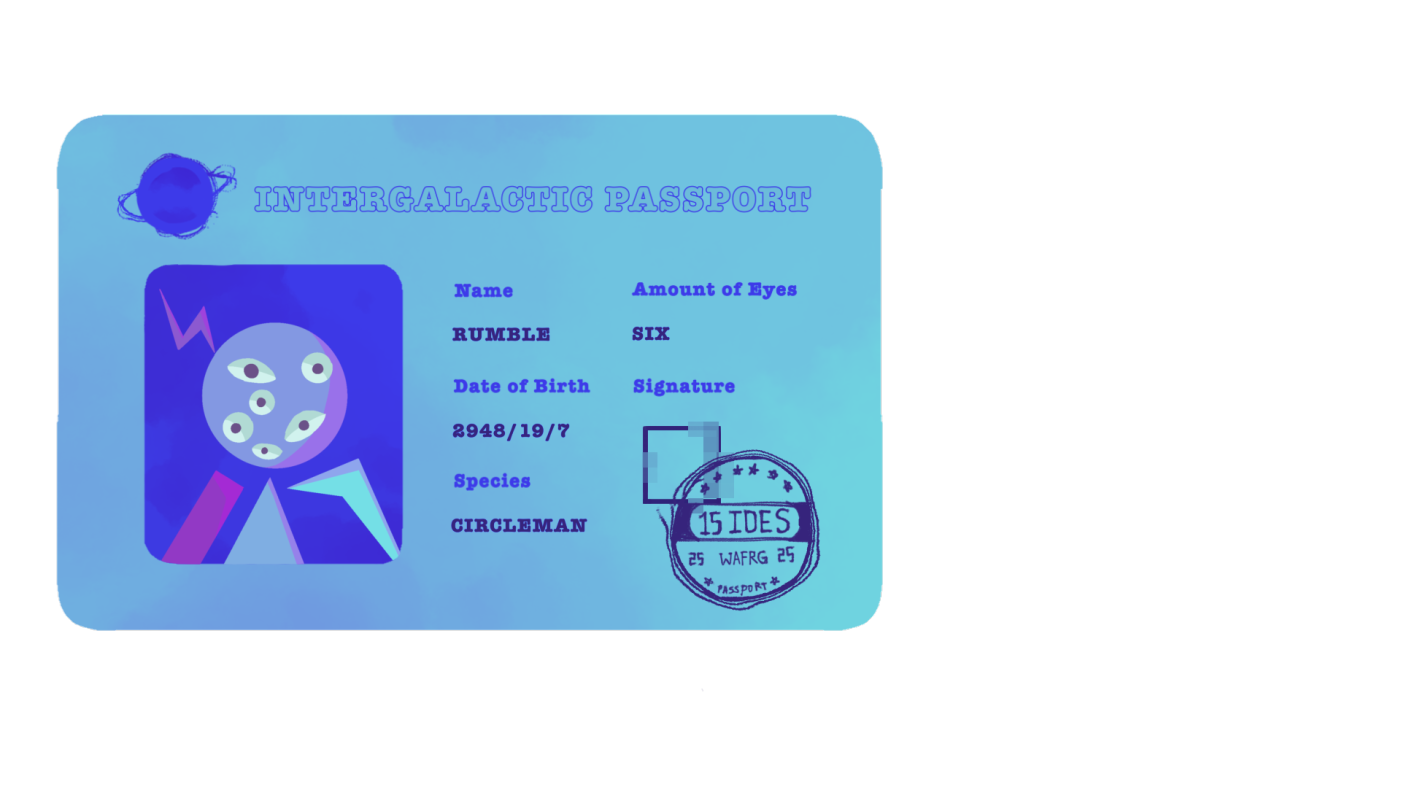 INTERGALACTIC PASSPORT
Name
RUMBLE
Amount of Eyes
SIX
Date of Birth
2948/19/7
Signature
Species
CIRCLEMAN
15 IDES
25 WAFRG 25
PASSPORT